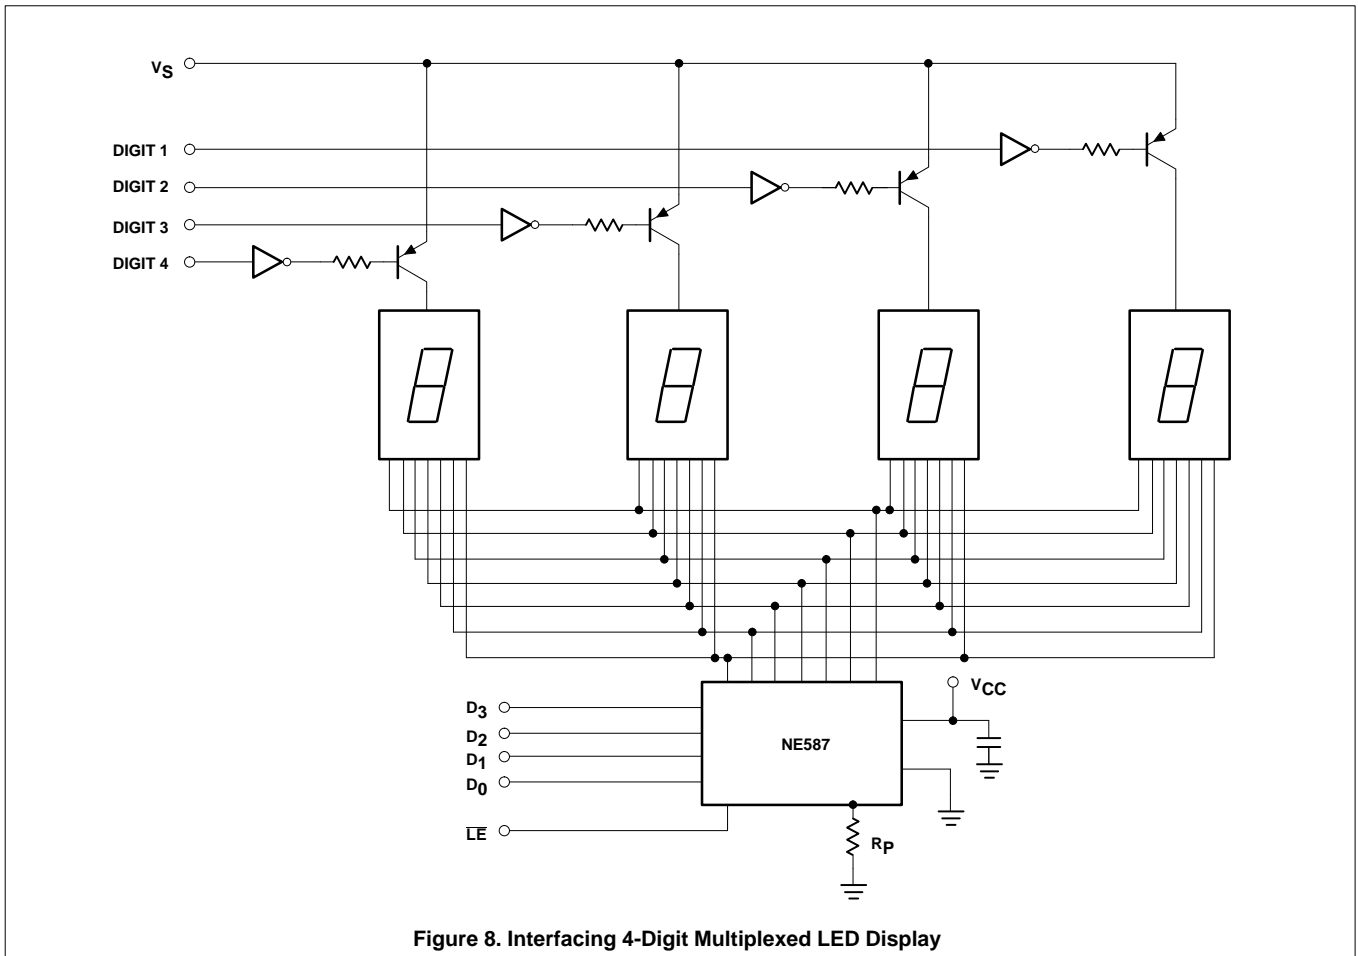 VS
DIGIT 1
DIGIT 2
DIGIT 3
DIGIT 4
VCC
D3
D2
NE587
D1
D0
LE
RP
Figure 8. Interfacing 4-Digit Multiplexed LED Display